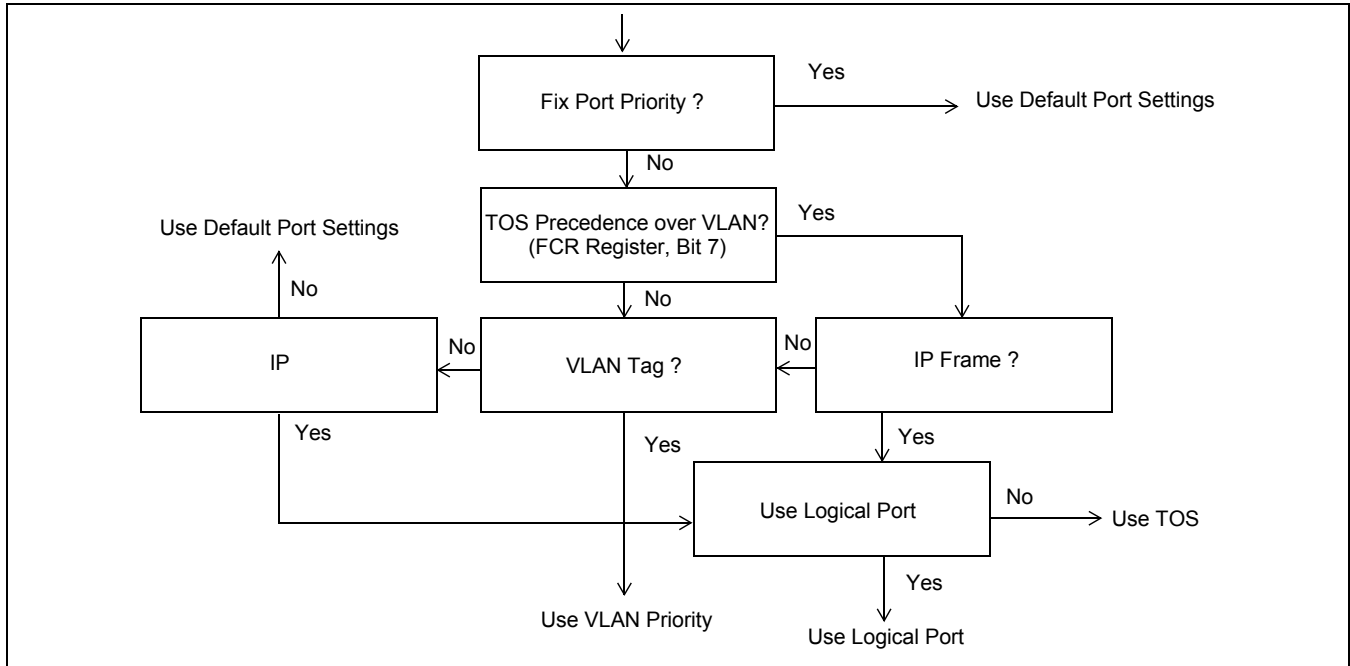 Yes
Fix Port Priority ?
Use Default Port Settings
No
TOS Precedence over VLAN?
(FCR Register, Bit 7)
Yes
Use Default Port Settings
No
No
IP
No
VLAN Tag ?
No
IP Frame ?
Yes
Yes
Yes
Use Logical Port
No
Use TOS
Yes
Use VLAN Priority
Use Logical Port